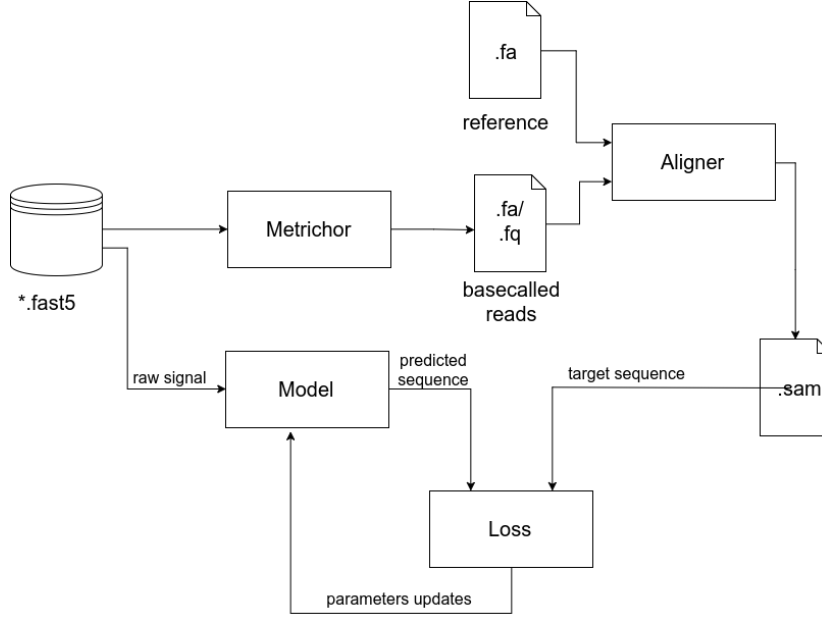 .fa
reference
Aligner
Metrichor
.fa/
.fq
*.fast5
basecalled
reads
raw signal
Model
predicted
sequence
target sequence
.sam
Loss
parameters updates